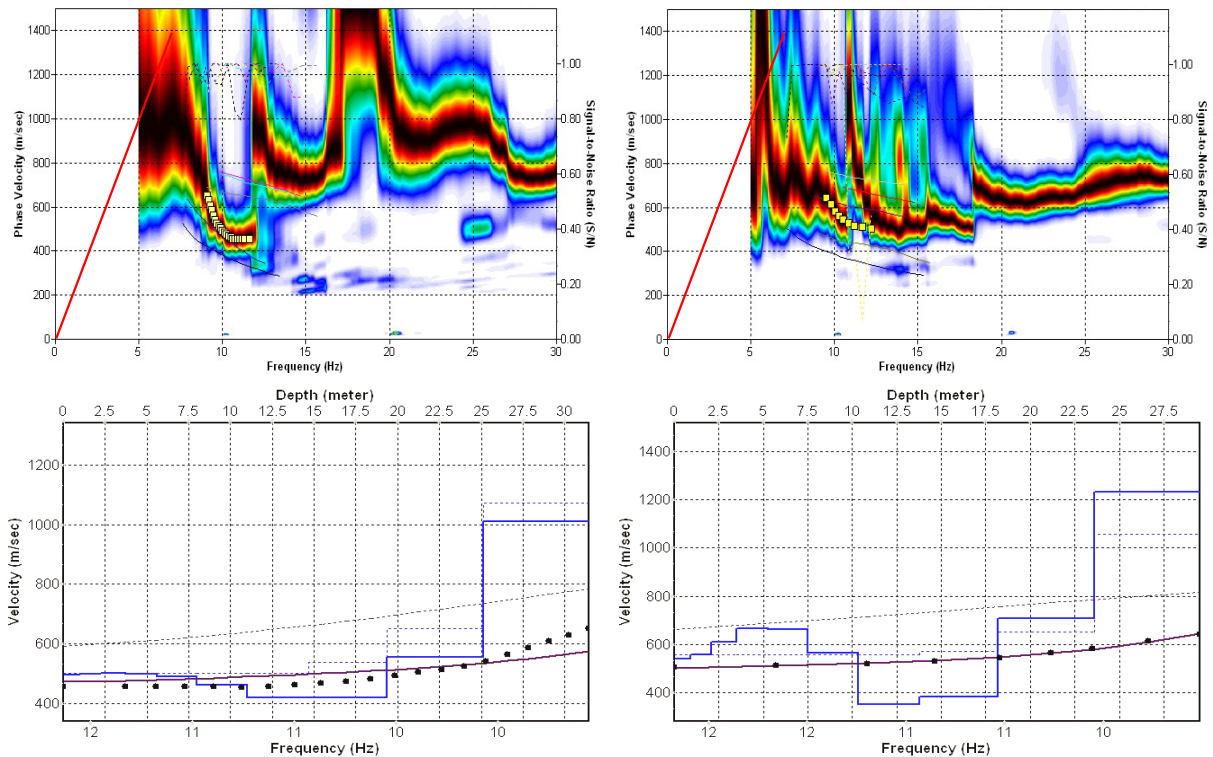 1400
1200
1000
800
600
400
200
0
Phase Velocity (m/sec)
0 5 10 15 20 25 30
Frequency (Hz)
1.00
0.80
0.60
0.40
0.20
0.00
Signal-to-Noise Ratio (S/N)
1400
1200
1000
800
600
400
200
0
Phase Velocity (m/sec)
0 5 10 15 20 25 30
Frequency (Hz)
1.00
0.80
0.60
0.40
0.20
0.00
Signal-to-Noise Ratio (S/N)
Depth (meter)
0 2.5 5 7.5 10 12.5 15 17.5 20 22.5 25 27.5 30
1200
1000
800
600
400
Velocity (m/sec)
12 11 11 10 10
Frequency (Hz)
Depth (meter)
0 2.5 5 7.5 10 12.5 15 17.5 20 22.5 25 27.5
1400
1200
1000
800
600
400
Velocity (m/sec)
12 11 11 10
Frequency (Hz)